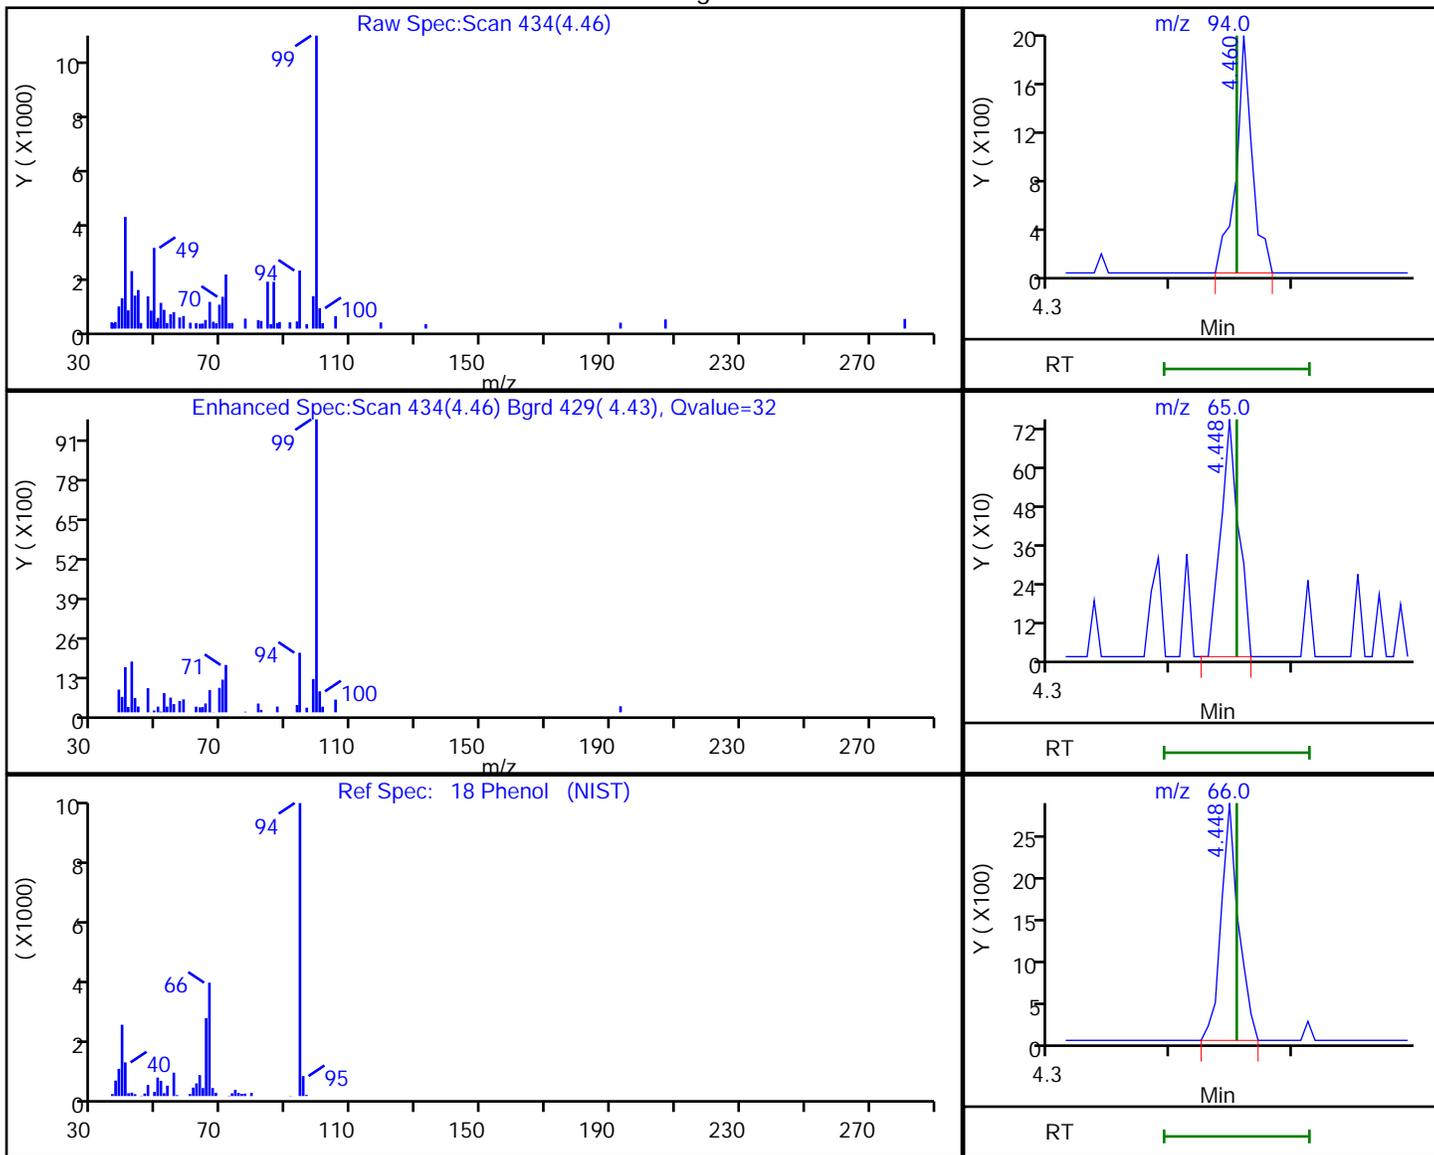 Raw Spec:Scan 434(4.46)
Y ( X1000)
10
8
6
4
2
0
99
49
94
70
100
30 70 110 150 190 230 270
m/z
m/z 94.0
Y ( X100)
20
16
12
8
4
0
4.460
4.3
Min
RT
Enhanced Spec:Scan 434(4.46) Bgrd 429( 4.43), Qvalue=32
Y ( X100)
91
78
65
52
39
26
13
0
99
71
94
100
30 70 110 150 190 230 270
m/z
m/z 65.0
Y ( X10)
72
60
48
36
24
12
0
4.448
4.3
Min
RT
Ref Spec: 18 Phenol (NIST)
( X1000)
10
8
6
4
2
0
94
66
40
95
30 70 110 150 190 230 270
m/z 66.0
Y ( X100)
25
20
15
10
5
0
4.448
4.3
Min
RT